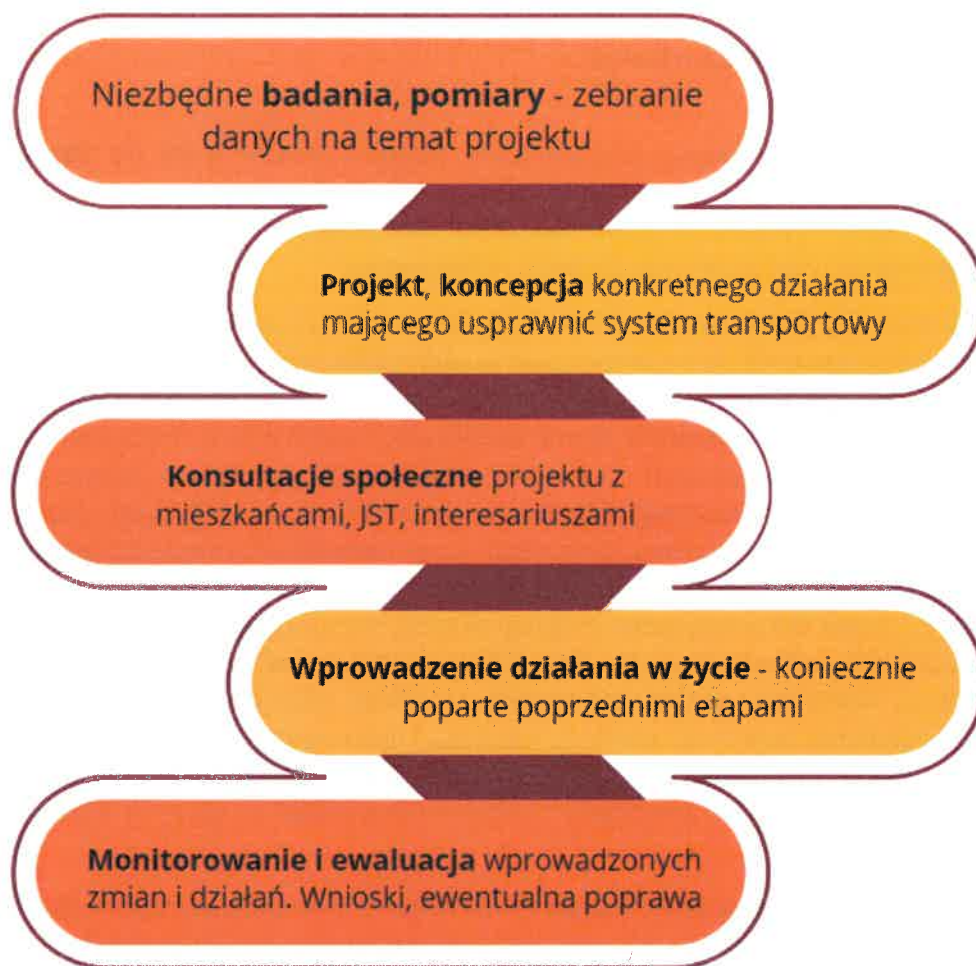 Niezbędne badania, pomiary - zebranie
danych na temat projektu
Projekt, koncepcja konkretnego działania
mającego usprawnić system transportowy
Konsultacje społeczne projektu z
mieszkańcami, JST, interesariuszami
Wprowadzenie działania w życie - koniecznie
poparte poprzednimi etapami
Monitorowanie i ewaluacja wprowadzonych
zmian i działań. Wnioski, ewentualna poprawa